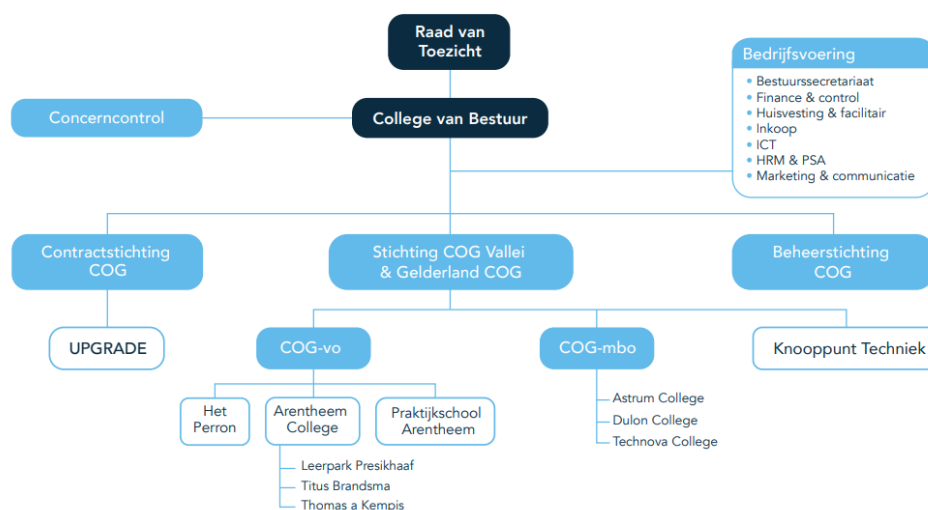 Raad van
Toezicht
Bedrijfsvoering
• Bestuurssecretariaat
• Finance & control
• Huisvesting & facilitair
• Inkoop
• ICT
• HRM & PSA
• Marketing & communicatie
Concerncontrol
College van Bestuur
Contractstichting
COG
Stichting COG Vallei
& Gelderland COG
Beheerstichting
COG
UPGRADE
COG-vo
COG-mbo
Knooppunt Techniek
Het
Perron
Arentheem
College
Praktijkschool
Arentheem
Astrum College
Dulon College
Technova College
Leerpark Presikhaaf
Titus Brandsma
Thomas a Kempis